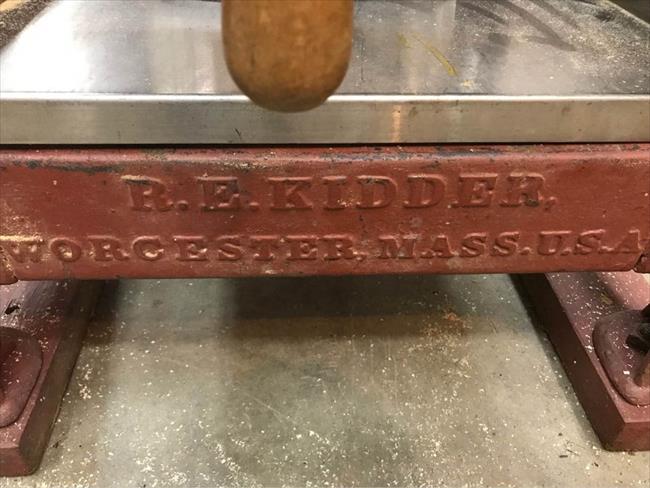 R.E.KIDDER,
WORCESTER, MASS. U.S.A